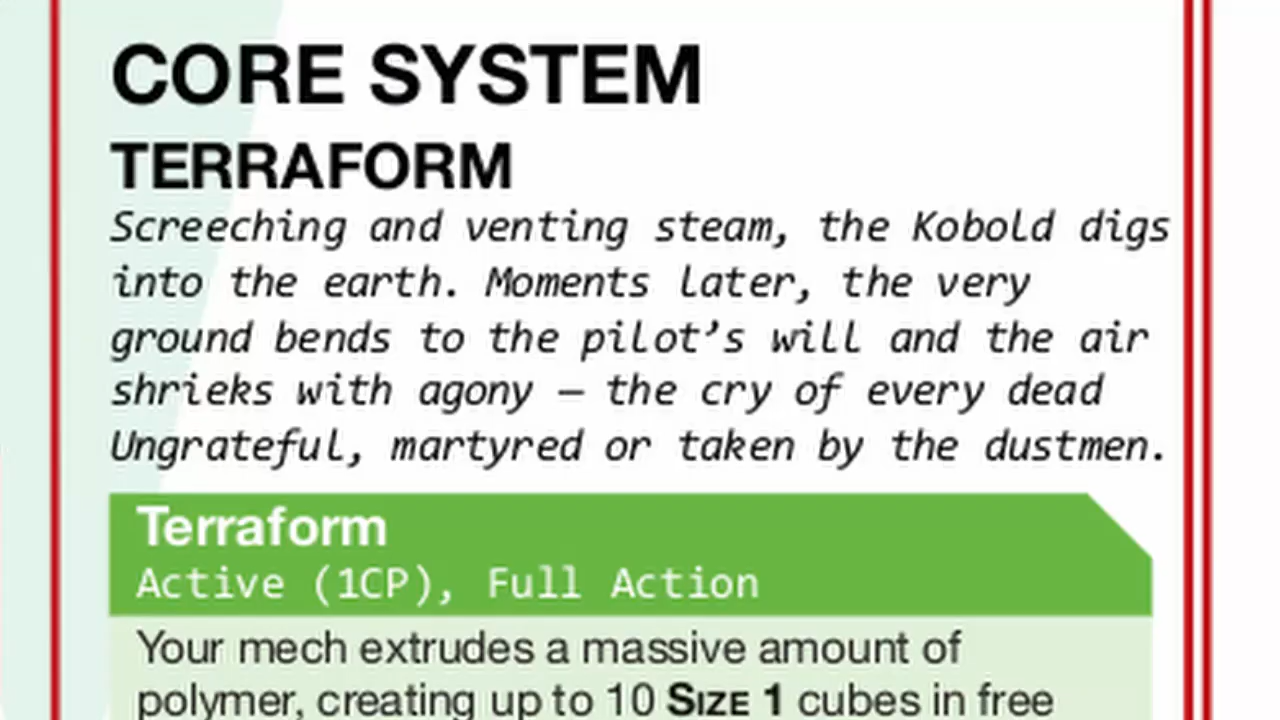 CORE SYSTEM
TERRAFORM
Screeching and venting steam, the Kobold digs
into the earth. Moments later, the very
ground bends to the pilot’s will and the air
shrieks with agony — the cry of every dead
Ungrateful, martyred or taken by the dustmen.
Terraform
Active (1CP), Full Action
Your mech extrudes a massive amount of
polymer, creating up to 10 SIZE 1 cubes in free